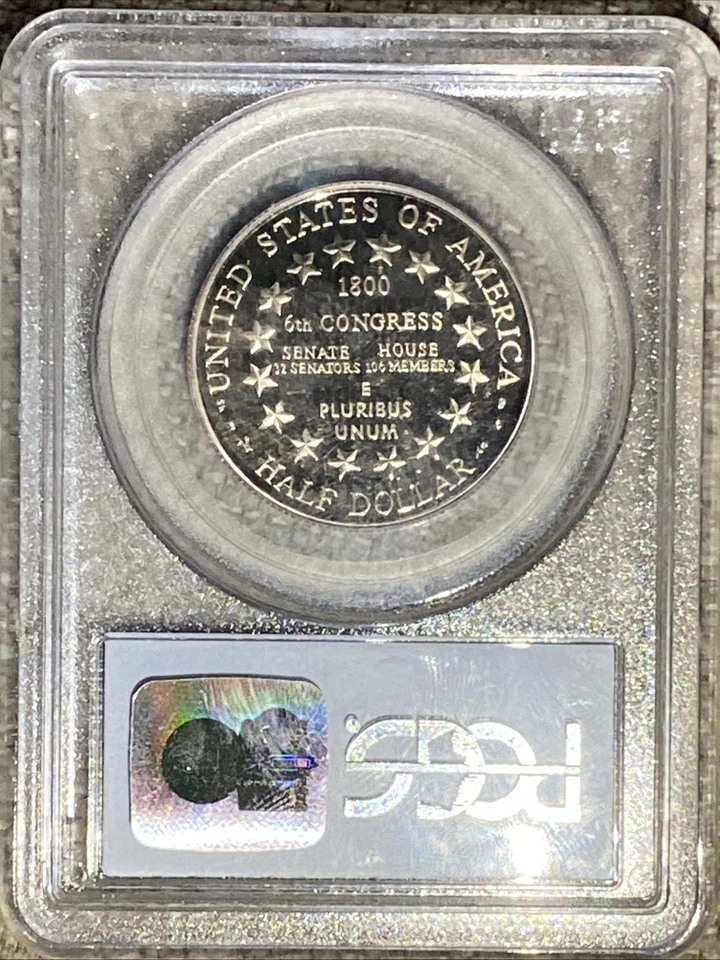 UNITED STATES OF AMERICA
1800
6th CONGRESS
SENATE HOUSE
32 SENATORS 106 MEMBERS
E
PLURIBUS
UNUM
HALF DOLLAR
PCGS®